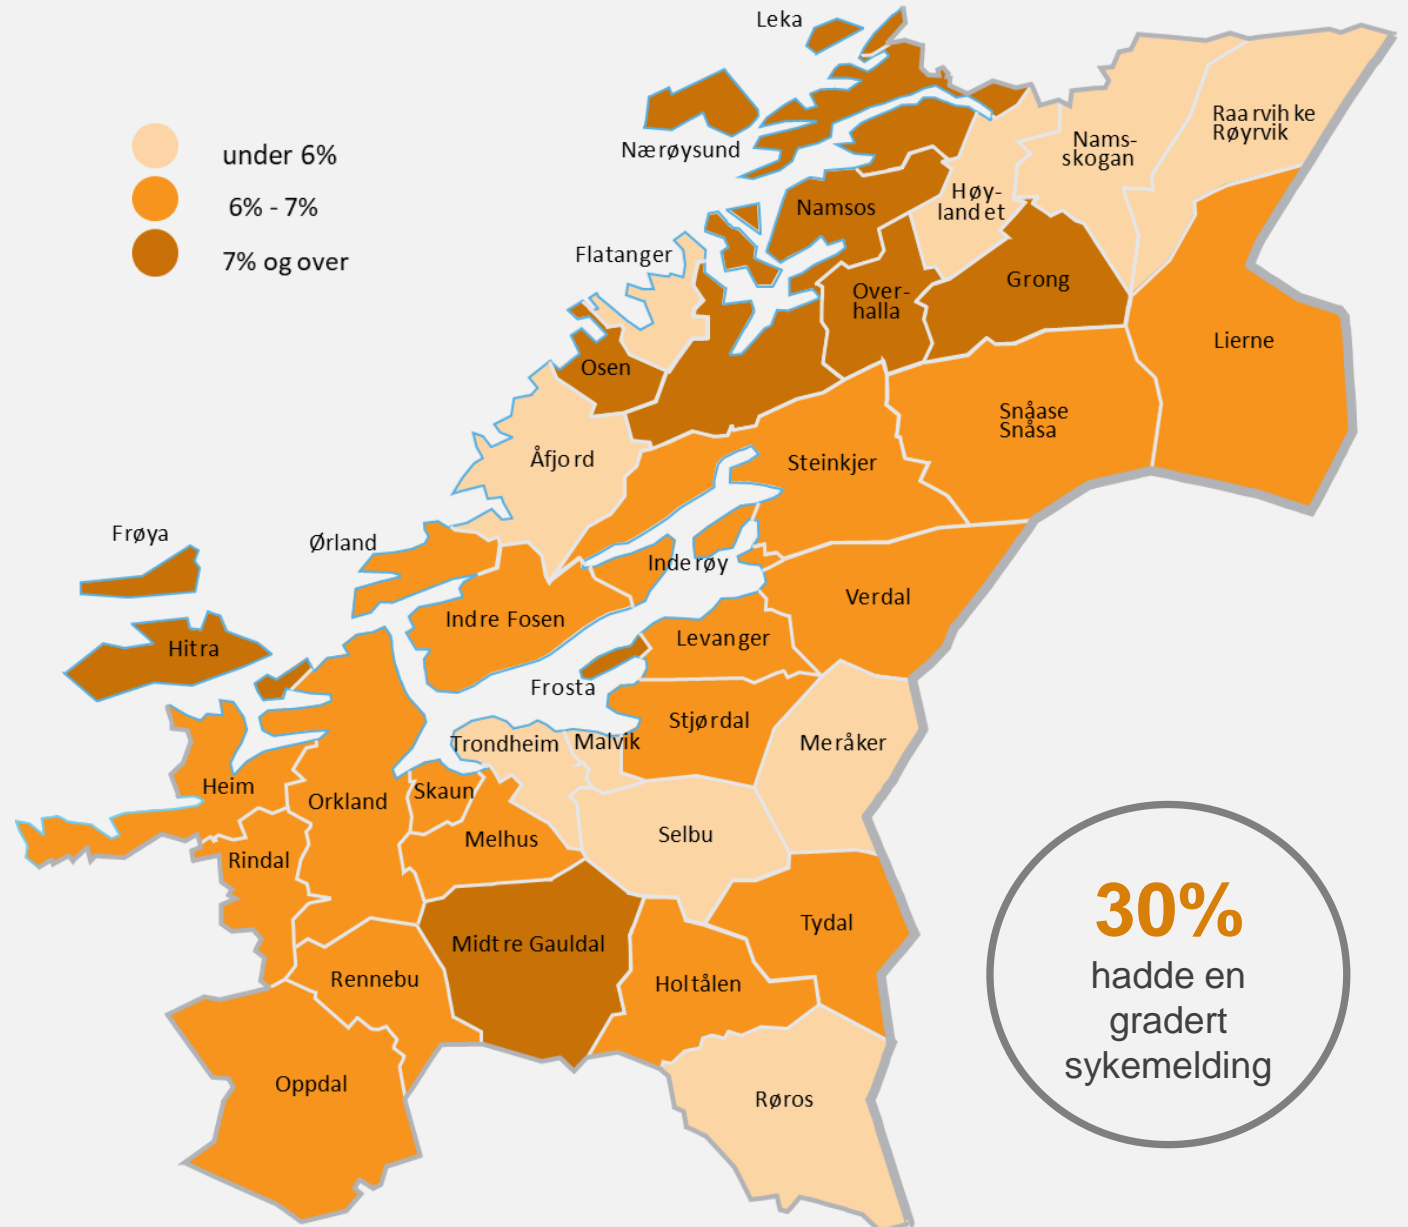 Leka
Nærøysund
under 6%
6% - 7%
7% og over
Raarvihke
Røyrvik
Nams-
skogan
Høy-
landet
Namsos
Flatanger
Grong
Over-
halla
Lierne
Osen
Snåase
Snåsa
Åfjord
Steinkjer
Frøya
Ørland
Inderøy
Verdal
Indre Fosen
Levanger
Hitra
Frosta
Stjørdal
Trondheim
Malvik
Meråker
Heim
Orkland
Skaun
Melhus
Selbu
Rindal
Tydal
Midtre Gauldal
Rennebu
Holtålen
Oppdal
Røros
30%
hadde en
gradert
sykemelding